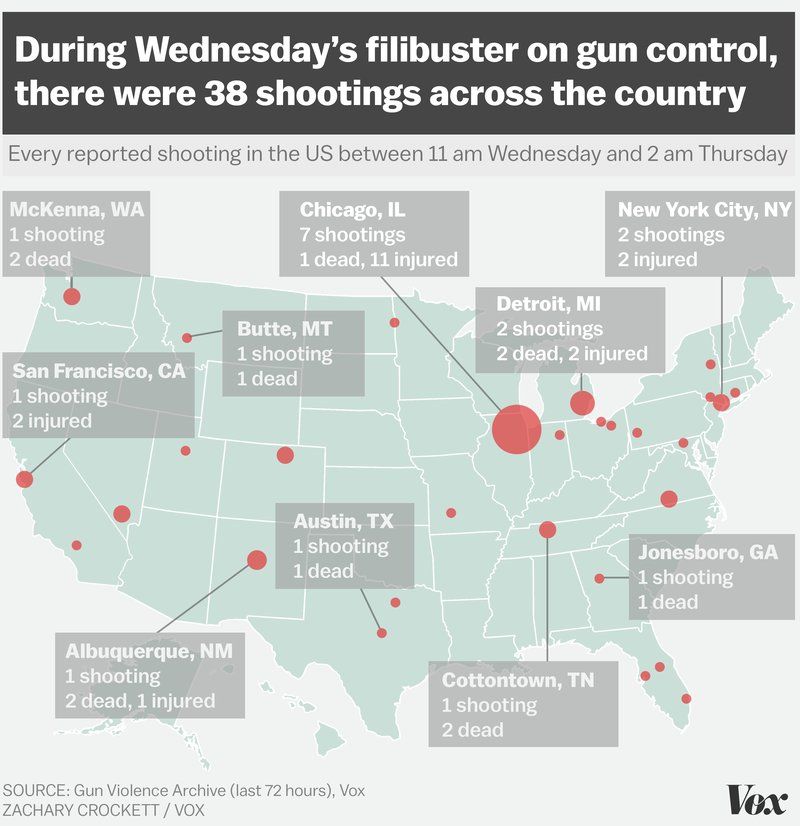 During Wednesday's filibuster on gun control,
there were 38 shootings across the country
Every reported shooting in the US between 11 am Wednesday and 2 am Thursday
McKenna, WA
1 shooting
2 dead
Chicago, IL
7 shootings
1 dead, 11 injured
New York City, NY
2 shootings
2 injured
Detroit, MI
2 shootings
2 dead, 2 injured
Butte, MT
1 shooting
1 dead
San Francisco, CA
1 shooting
2 injured
Austin, TX
1 shooting
1 dead
Jonesboro, GA
1 shooting
1 dead
Albuquerque, NM
1 shooting
2 dead, 1 injured
Cottontown, TN
1 shooting
2 dead
SOURCE: Gun Violence Archive (last 72 hours), Vox
ZACHARY CROCKETT / VOX
Vox